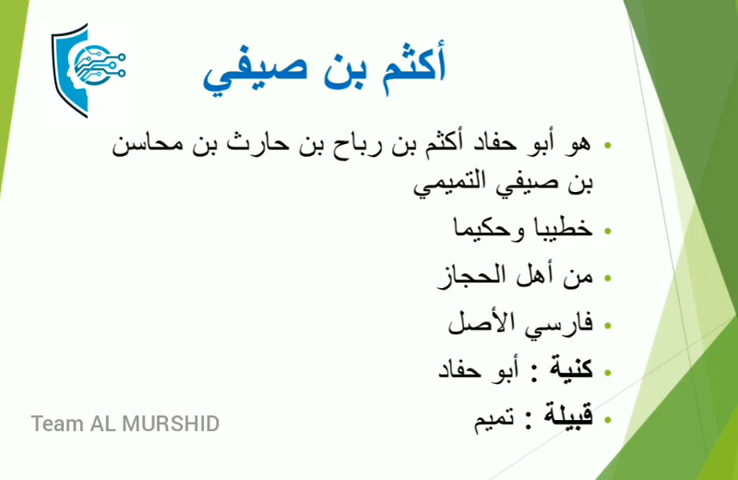 أكثم بن صيفي
• هو أبو حفاد أكثم بن رباح بن حارث بن محاسن
بن صيفي التميمي
• خطيبا وحكيما
• من أهل الحجاز
• فارسي الأصل
• كنية : أبو حفاد
• قبيلة : تميم
Team AL MURSHID